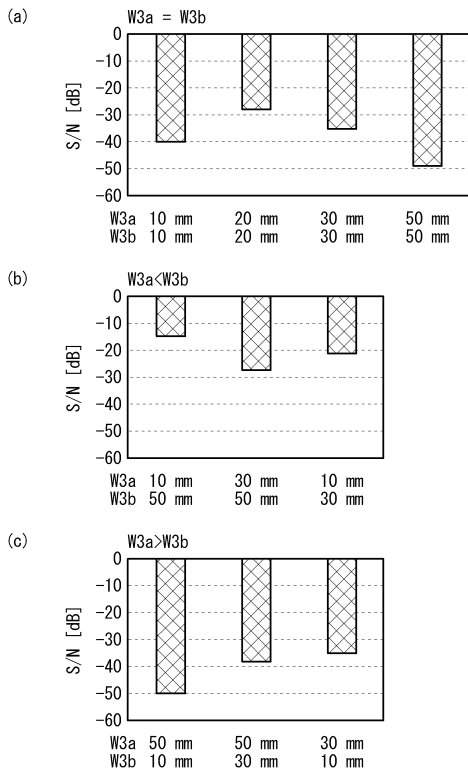 (a)
W3a = W3b
S/N [dB]
0
-10
-20
-30
-40
-50
-60
W3a 10 mm 20 mm 30 mm 50 mm
W3b 10 mm 20 mm 30 mm 50 mm
(b)
W3a<W3b
S/N [dB]
0
-10
-20
-30
-40
-50
-60
W3a 10 mm 30 mm 10 mm
W3b 50 mm 50 mm 30 mm
(c)
W3a>W3b
S/N [dB]
0
-10
-20
-30
-40
-50
-60
W3a 50 mm 50 mm 30 mm
W3b 10 mm 30 mm 10 mm